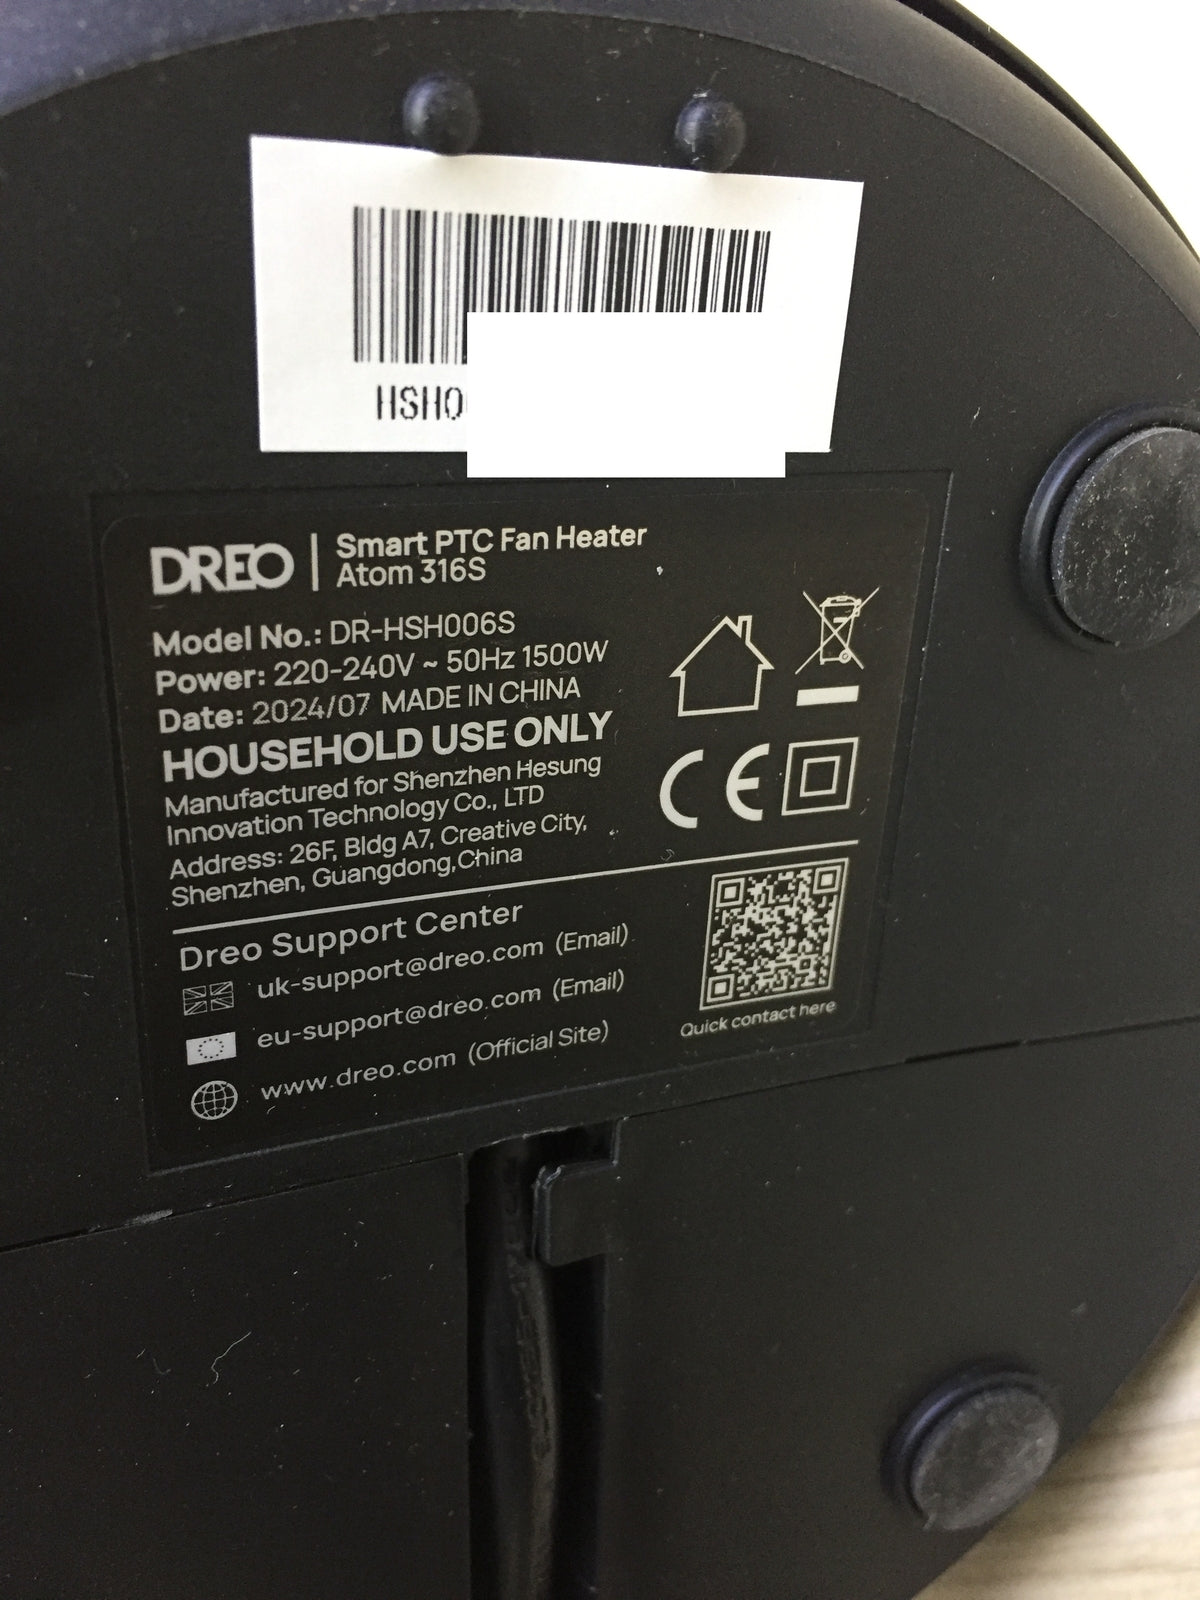 HSH0
DREO
Smart PTC Fan Heater
Atom 316S
Model No.: DR-HSH006S
Power: 220-240V ~ 50Hz 1500W
Date: 2024/07 MADE IN CHINA
HOUSEHOLD USE ONLY
Manufactured for Shenzhen Hesung
Innovation Technology Co., LTD
Address: 26F, Bldg A7, Creative City,
Shenzhen, Guangdong,China
CE
Dreo Support Center
uk-support@dreo.com (Email)
eu-support@dreo.com (Email)
www.dreo.com (Official Site)
Quick contact here